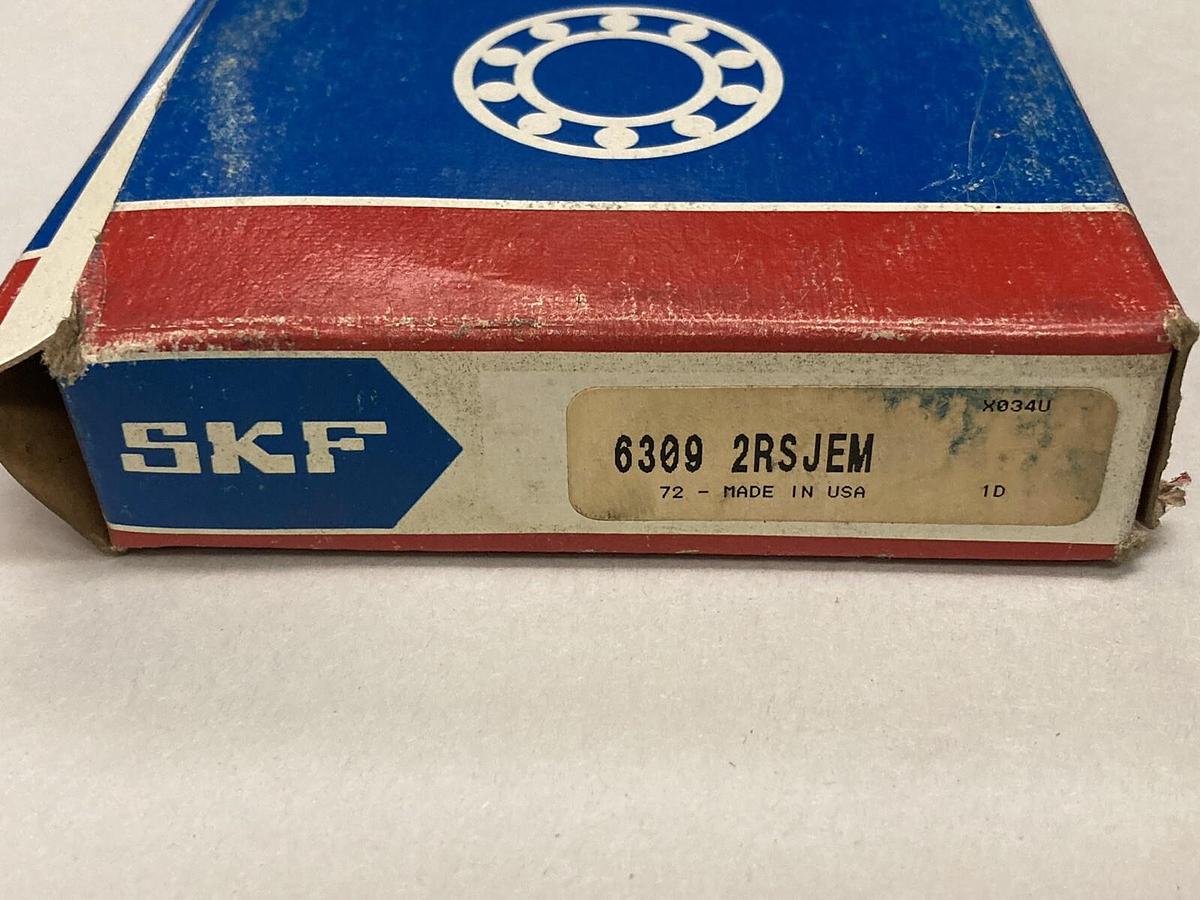 SKF
X034U
6309 2RSJEM
72 - MADE IN USA 1D